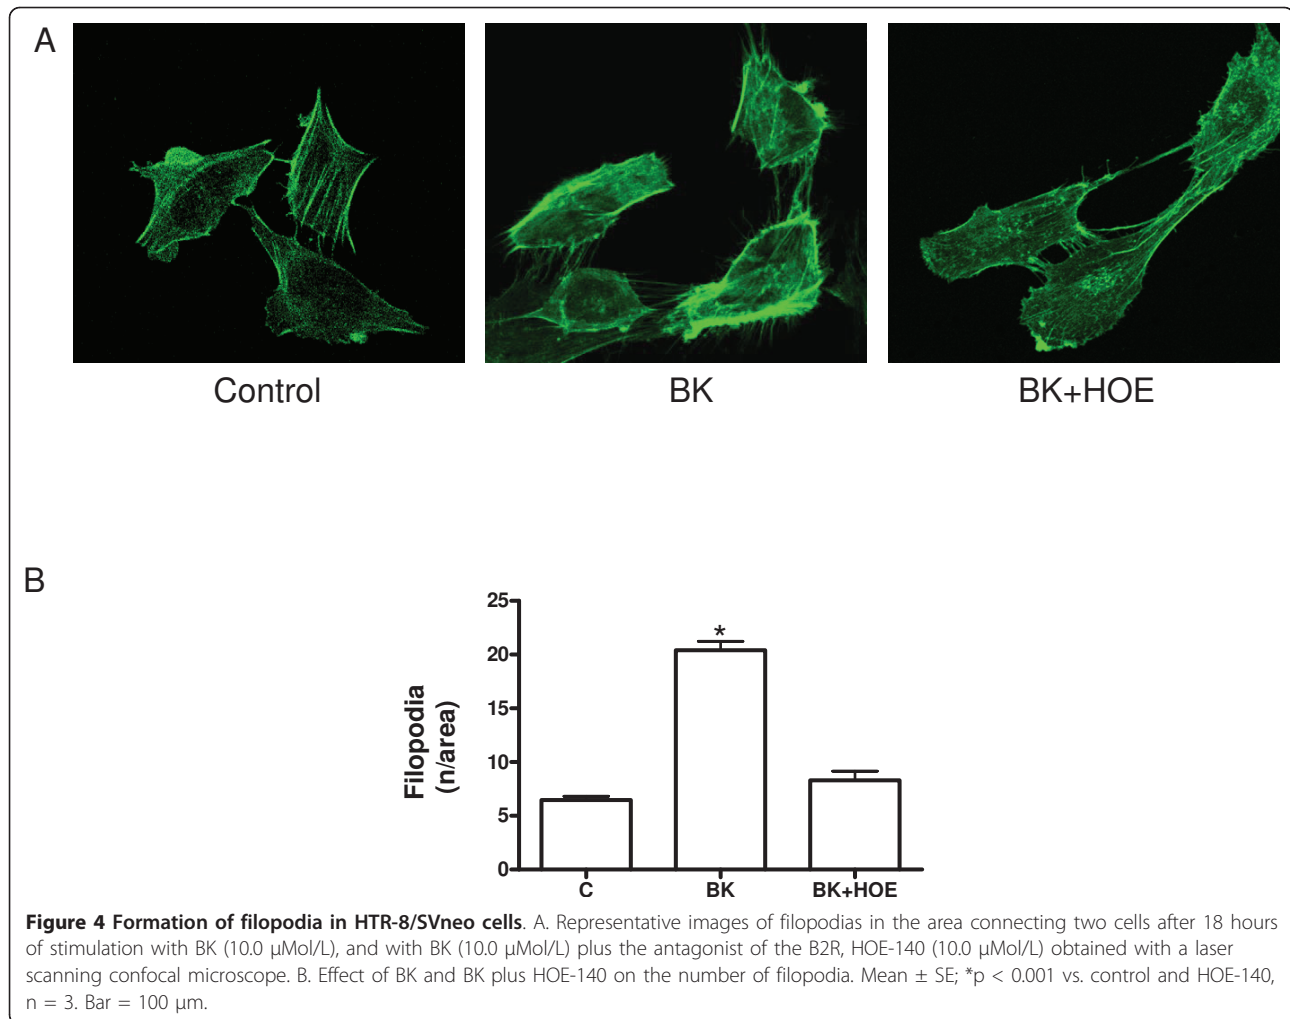 A
Control
BK
BK+HOE
B
25
20
15
10
5
0
Filopodia
(n/area)
*
C
BK
BK+HOE
Figure 4 Formation of filopodia in HTR-8/SVneo cells. A. Representative images of filopodias in the area connecting two cells after 18 hours
of stimulation with BK (10.0 μMol/L), and with BK (10.0 μMol/L) plus the antagonist of the B2R, HOE-140 (10.0 μMol/L) obtained with a laser
scanning confocal microscope. B. Effect of BK and BK plus HOE-140 on the number of filopodia. Mean ± SE; *p < 0.001 vs. control and HOE-140,
n = 3. Bar = 100 μm.